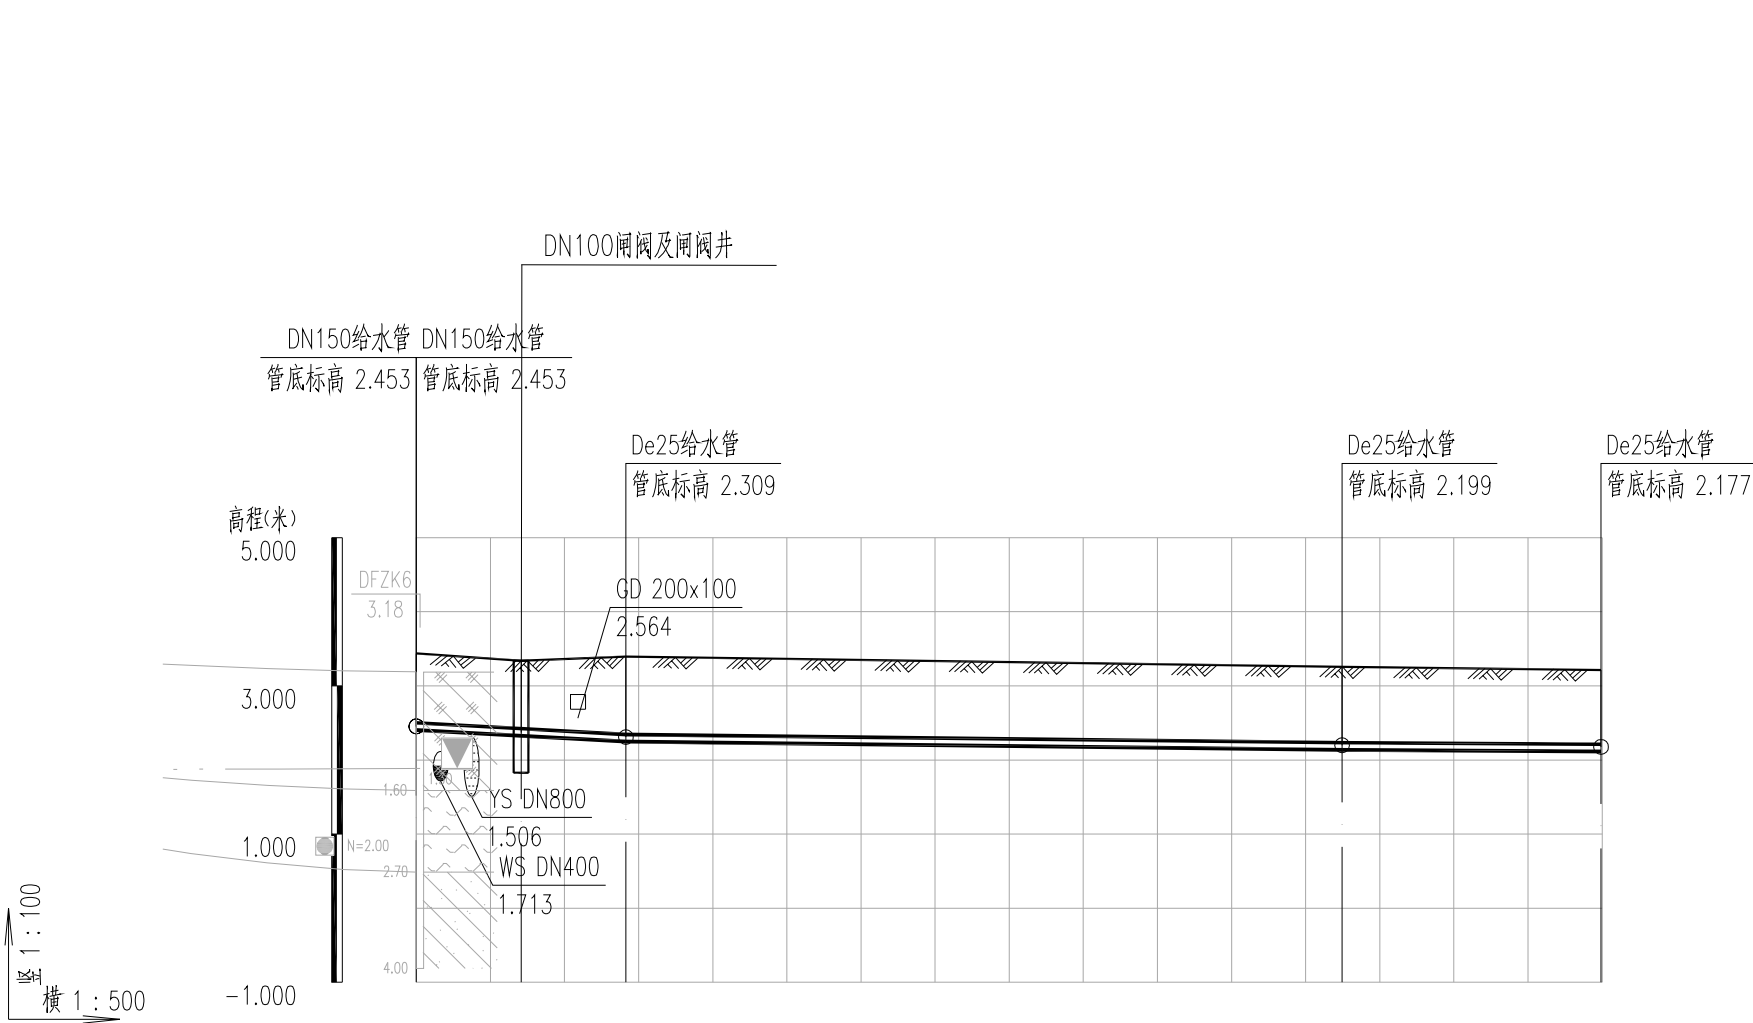 DN100闸阀及闸阀井
DN150给水管 DN150给水管
管底标高 2.453 管底标高 2.453
De25给水管 De25给水管 De25给水管
管底标高 2.309 管底标高 2.199 管底标高 2.177
高程(米)
5.000
DFZK6
3.18
GD 200x100
2.564
3.000
1.60
YS DN800
1.506
1.000
N=2.00
WS DN400
2.70
1.713
4.00
-1.000
竖 1:100
横 1:500